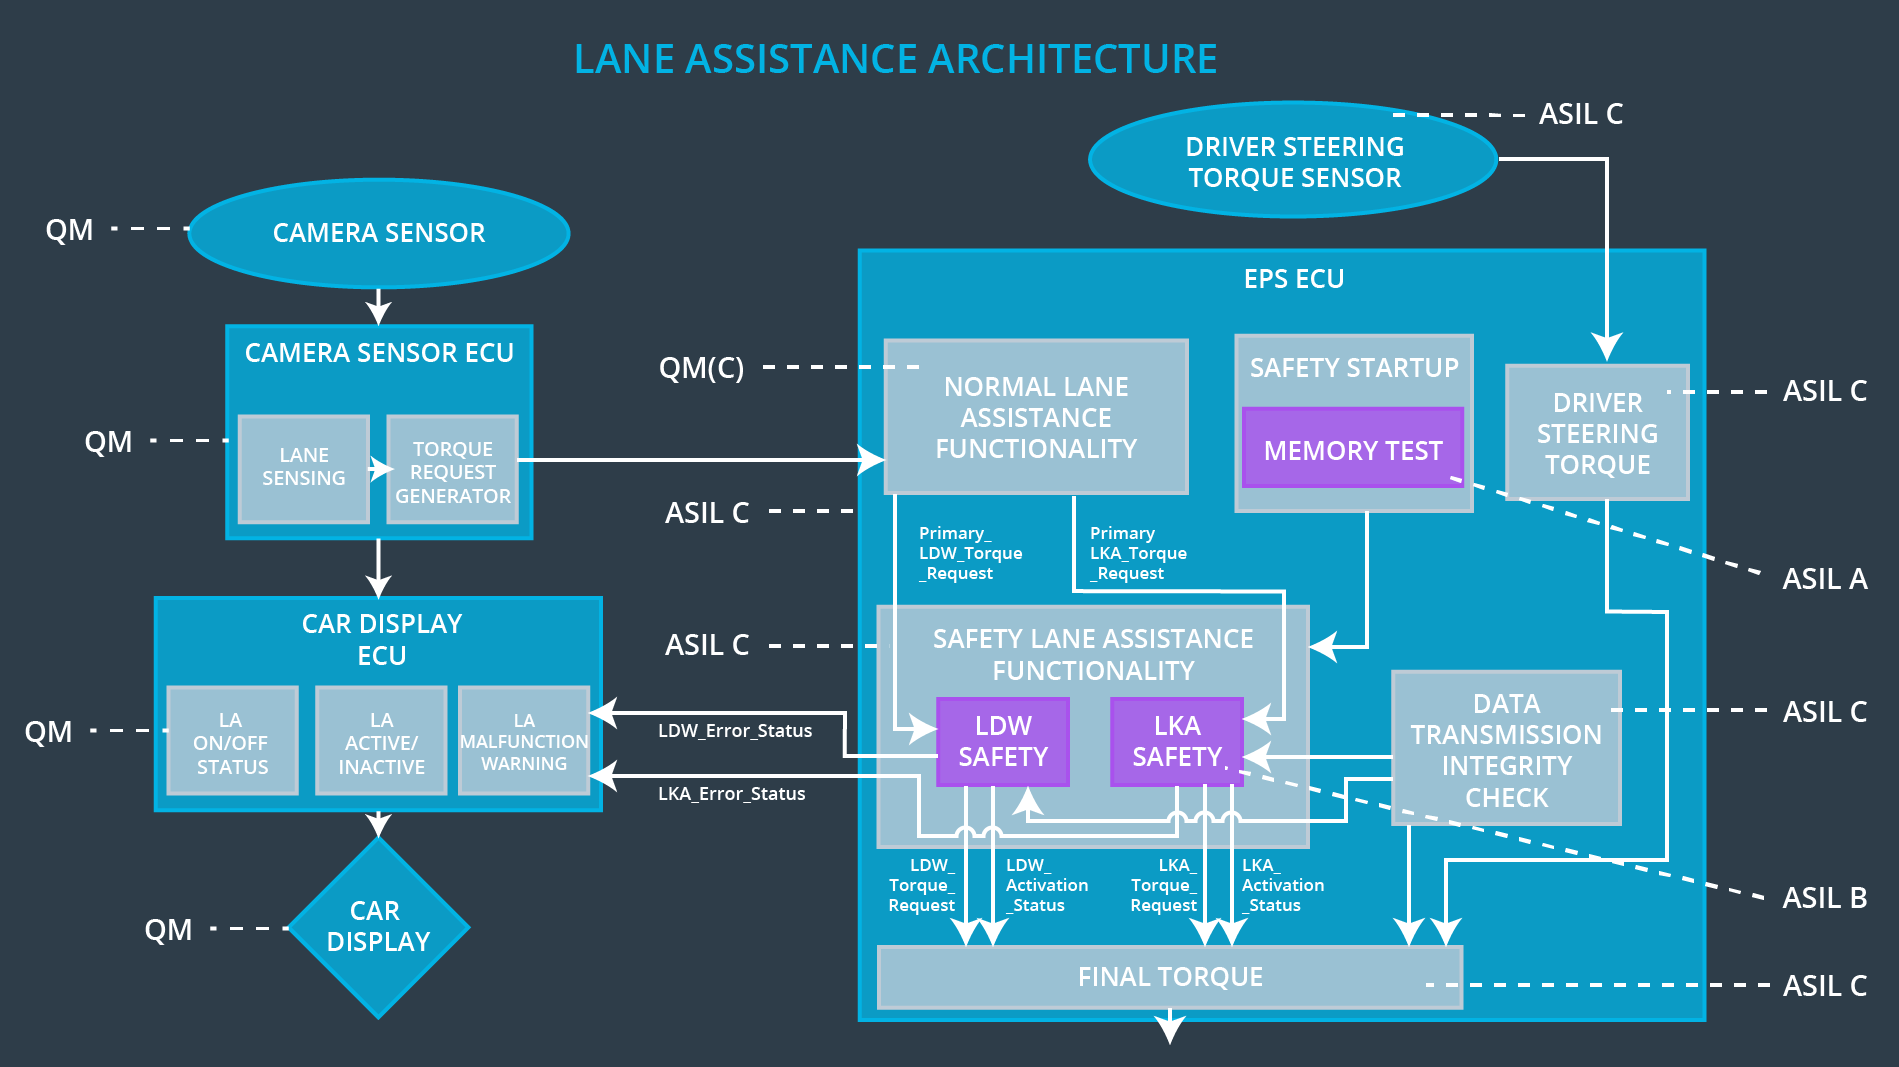 LANE ASSISTANCE ARCHITECTURE
ASIL C
DRIVER STEERING
TORQUE SENSOR
QM
CAMERA SENSOR
EPS ECU
CAMERA SENSOR ECU
QM
LANE
SENSING
TORQUE
REQUEST
GENERATOR
QM(C)
NORMAL LANE
ASSISTANCE
FUNCTIONALITY
SAFETY STARTUP
MEMORY TEST
DRIVER
STEERING
TORQUE
ASIL C
ASIL C
Primary_
LDW_Torque
_Request
Primary
LKA_Torque
_Request
ASIL A
CAR DISPLAY
ECU
QM
LA
ON/OFF
STATUS
LA
ACTIVE/
INACTIVE
LA
MALFUNCTION
WARNING
ASIL C
SAFETY LANE ASSISTANCE
FUNCTIONALITY
LDW_Error_Status
LKA_Error_Status
LDW
SAFETY
LKA
SAFETY
DATA
TRANSMISSION
INTEGRITY
CHECK
ASIL C
LDW_
Torque_
Request
LDW_
Activation
_Status
LKA_
Torque_
Request
LKA_
Activation
_Status
ASIL B
QM
CAR
DISPLAY
FINAL TORQUE
ASIL C